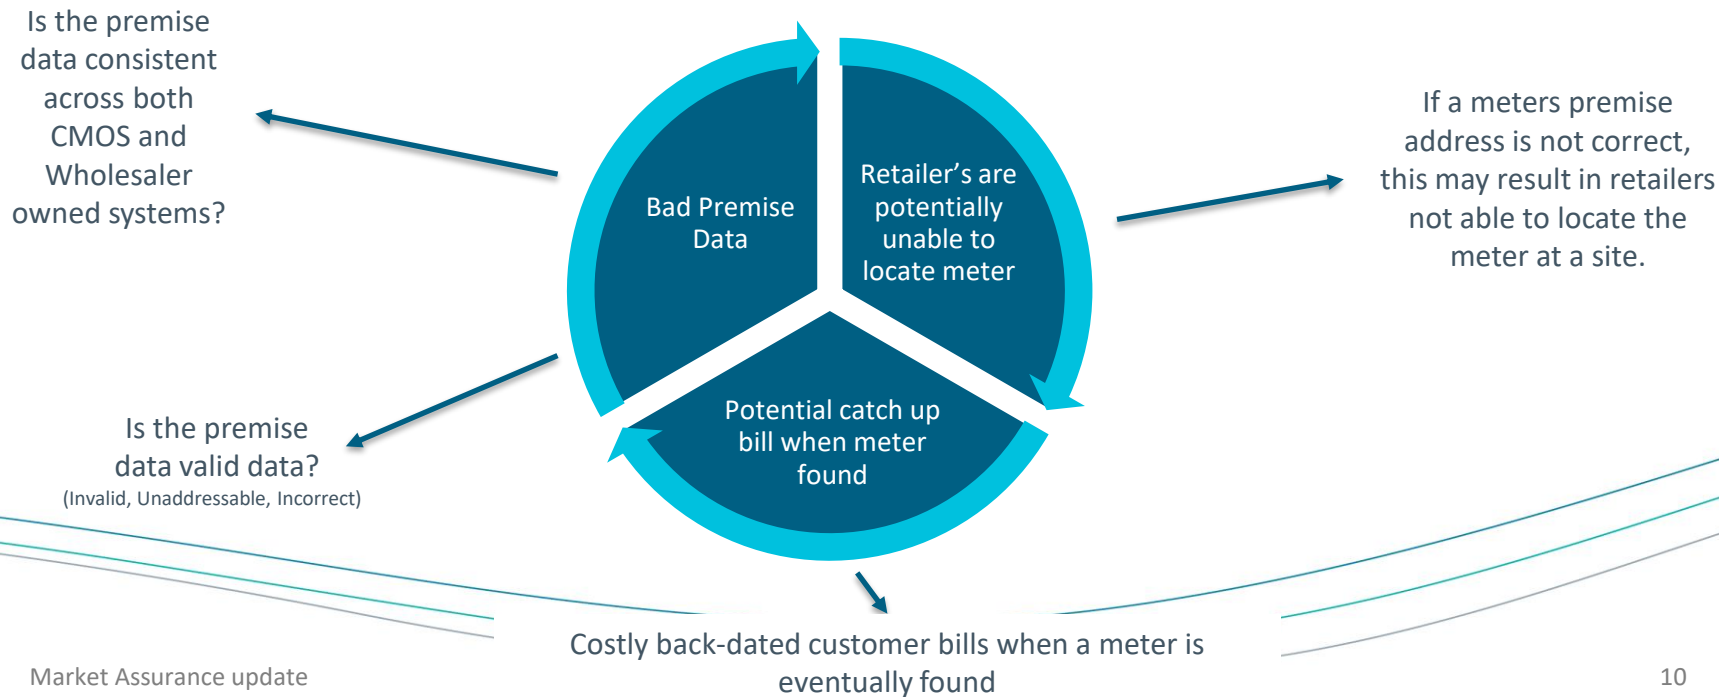 Is the premise
data consistent
across both
CMOS and
Wholesaler
owned systems?
Bad Premise
Data
Retailer's are
potentially
unable to
locate meter
If a meters premise
address is not correct,
this may result in retailers
not able to locate the
meter at a site.
Is the premise
data valid data?
(Invalid, Unaddressable, Incorrect)
Potential catch up
bill when meter
found
Costly back-dated customer bills when a meter is
eventually found
Market Assurance update
10